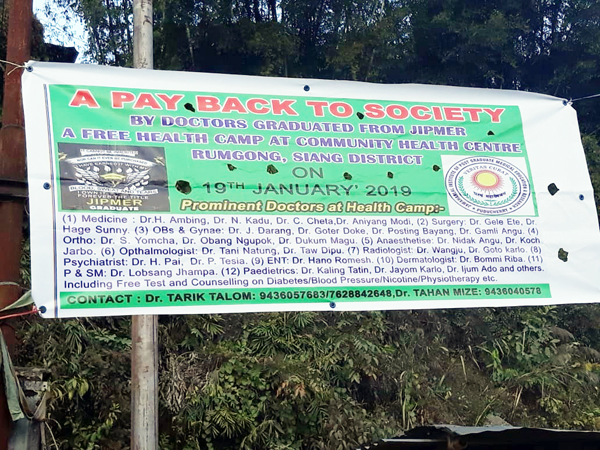 A PAY BACK TO SOCIETY
BY DOCTORS GRADUATED FROM JIPMER
A FREE HEALTH CAMP AT COMMUNITY HEALTH CENTRE
RUMGONG, SIANG DISTRICT
ON
19TH JANUARY' 2019
Prominent Doctors at Health Camp:-
JIPMER
GRADUATE
(1) Medicine : Dr.H. Ambing, Dr. N. Kadu, Dr. C. Cheta,Dr. Aniyang Modi, (2) Surgery: Dr. Gele Ete, Dr.
Hage Sunny. (3) OBs & Gynae: Dr. J. Darang, Dr. Goter Doke, Dr. Posting Bayang, Dr. Gamli Angu. (4)
Ortho: Dr. S. Yomcha, Dr. Obang Ngupok, Dr. Dukum Magu. (5) Anaesthetise: Dr. Nidak Angu, Dr. Koch
Jarbo.. (6) Opthalmologist: Dr. Tani Natung, Dr, Taw Dipu. (7) Radiologist: Dr. Wangju, Dr. Goto karlo. (8)
Psychiatrist: Dr. H. Pai, Dr. P. Tesia. (9) ENT: Dr. Hano Romesh. (10) Dermatologist: Dr. Bommi Riba. (11)
P & SM: Dr. Lobsang Jhampa. (12) Paedetrics: Dr. Kaling Tatin, Dr. Jayom Karlo, Dr. Ijum Ado and others.
Including Free Test and Counselling on Diabetes/Blood Pressure/Nicotine/Physiotherapy etc.
CONTACT : Dr. TARIK TALOM: 9436057683/7628842648,Dr. TAHAN MIZE: 9436040578